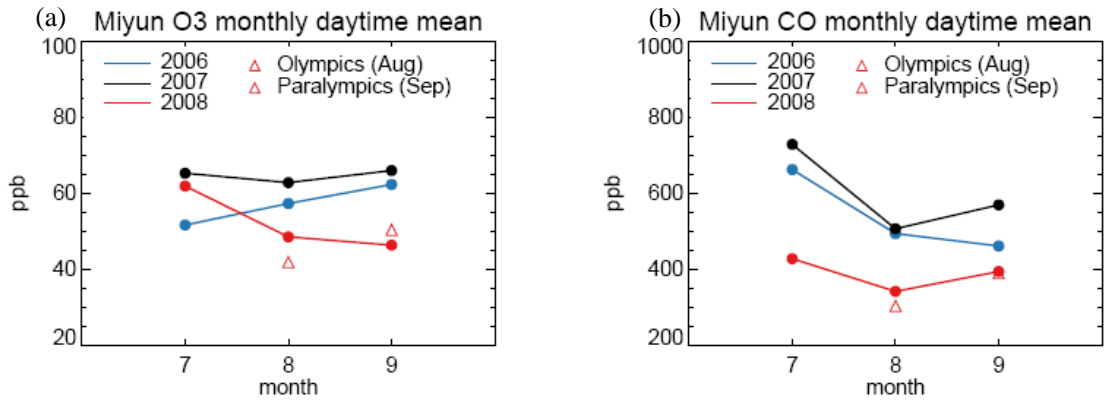 (a)
Miyun O3 monthly daytime mean
100
80
60
40
20
ppb
2006
2007
2008
Olympics (Aug)
Paralympics (Sep)
7 8 9
month
(b)
Miyun CO monthly daytime mean
1000
800
600
400
200
ppb
2006
2007
2008
Olympics (Aug)
Paralympics (Sep)
7 8 9
month